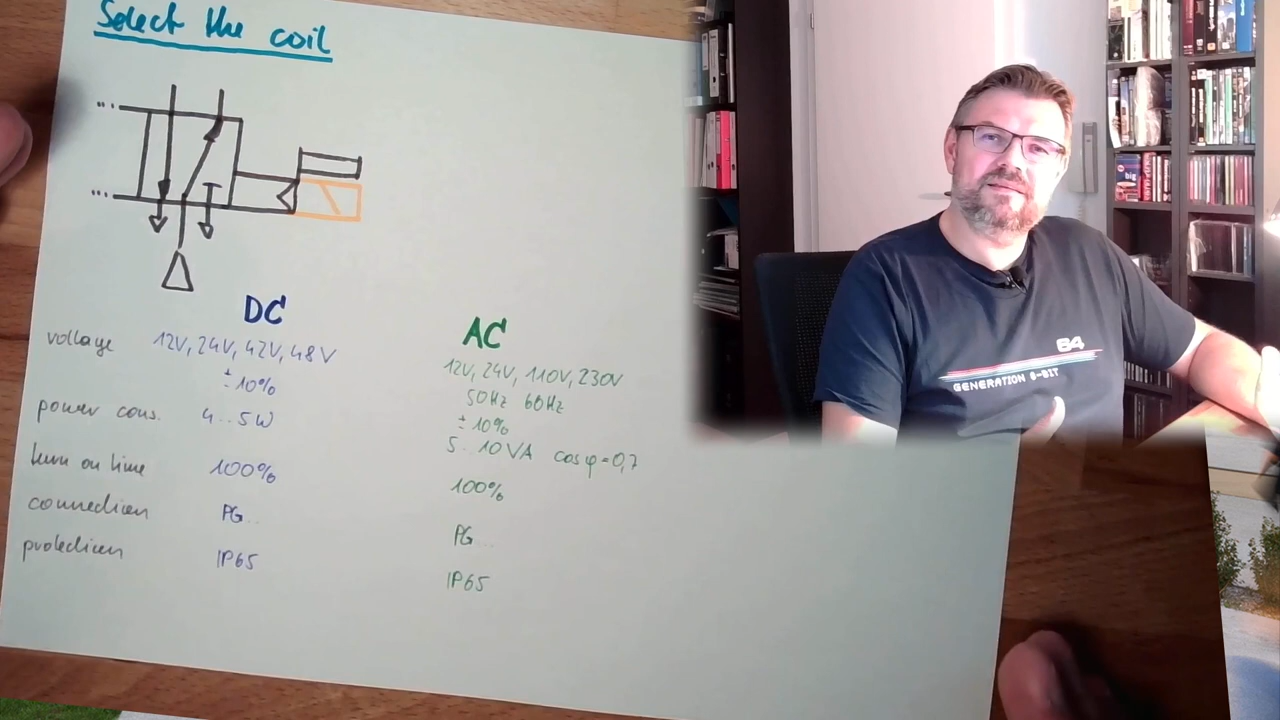 Select the coil
DC
AC
voltage 12V, 24V, 42V, 48V
12V, 24V, 110V, 230V
50Hz 60Hz
±10%
±10%
power cons. 4..5W
5..10VA cos φ=0,7
turn on time 100%
100%
connection PG..
PG...
protection IP65
IP65
64
GENERATION 8-BIT
big